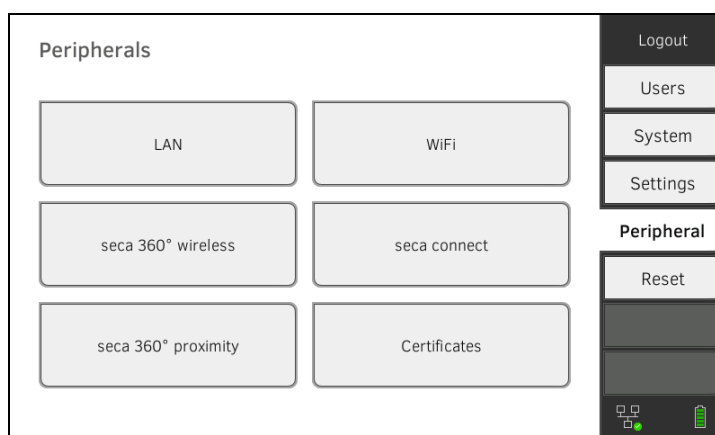 Peripherals
LAN
WiFi
seca 360° wireless
seca connect
seca 360° proximity
Certificates
Logout
Users
System
Settings
Peripheral
Reset